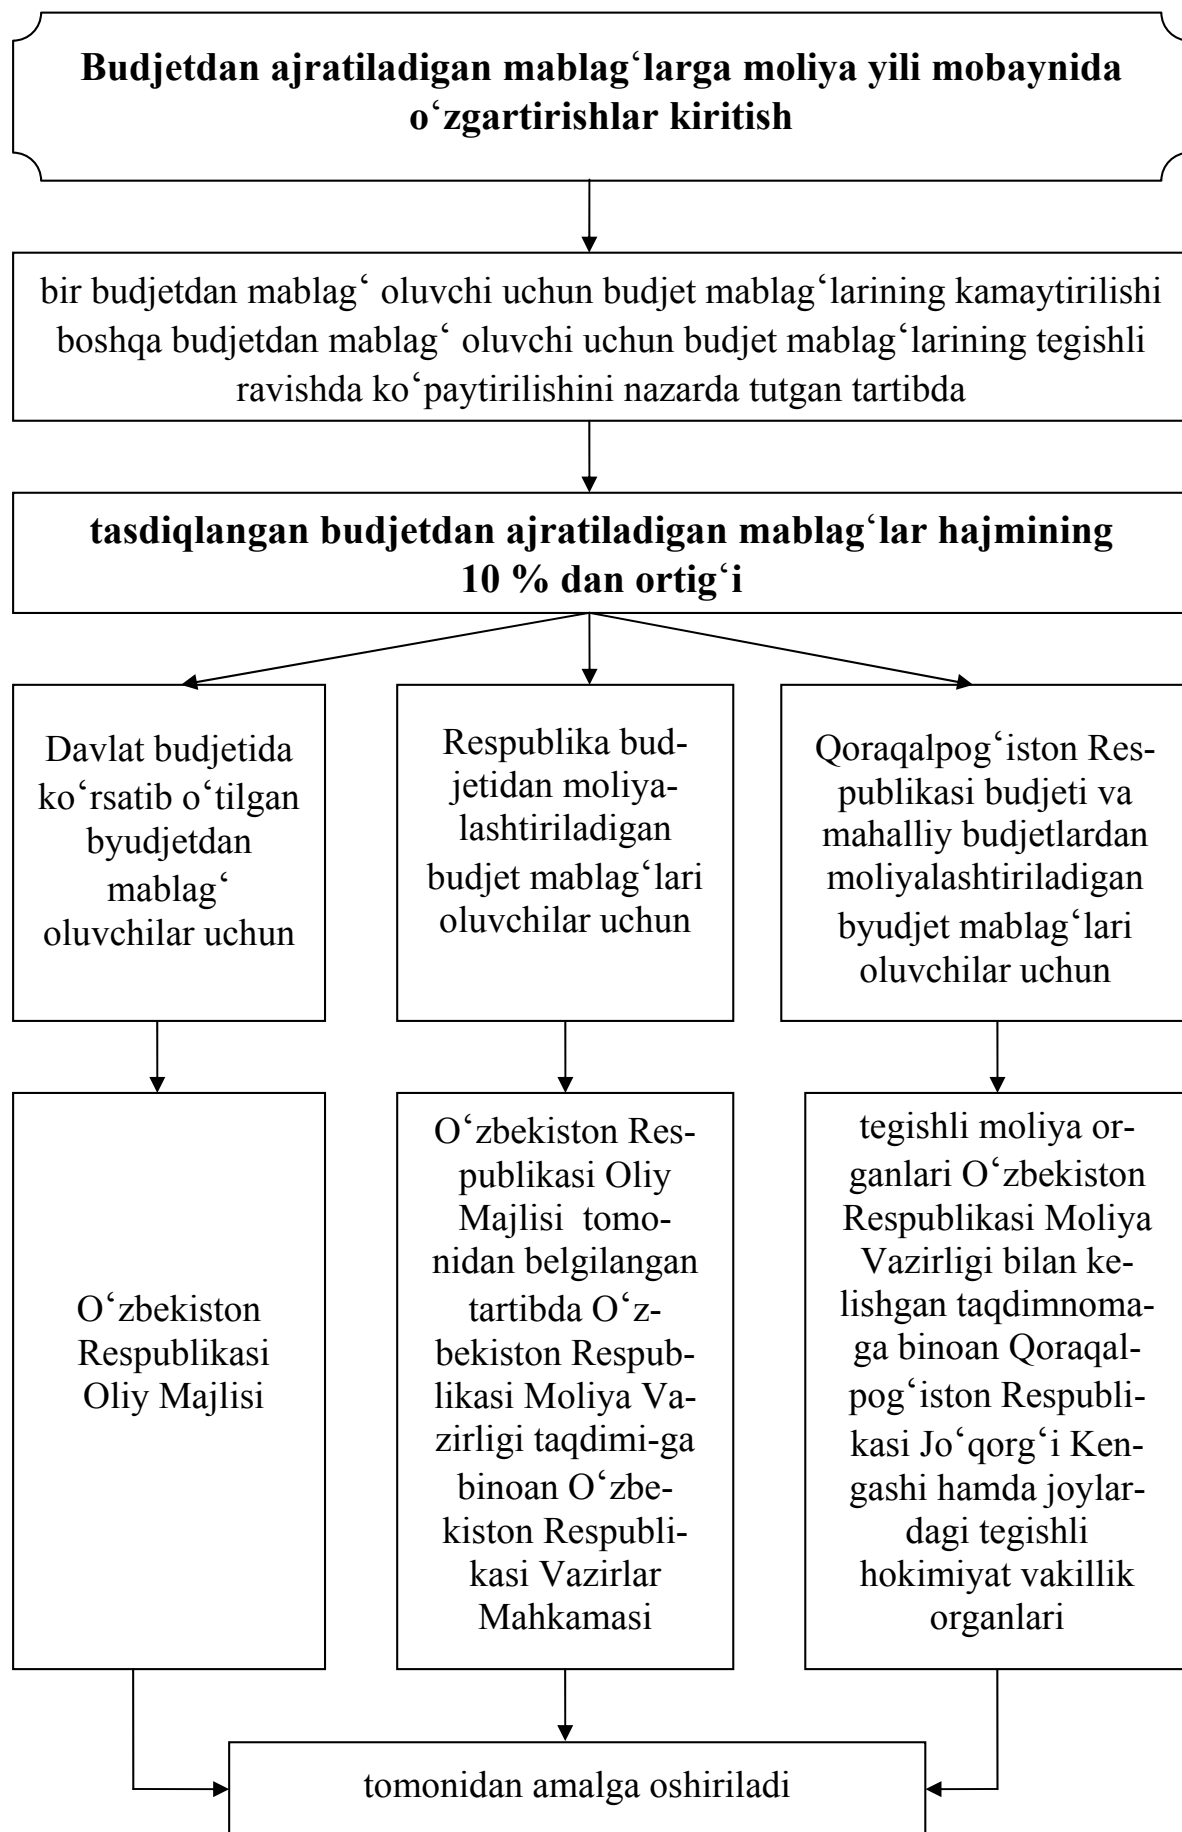 Budjetdan ajratiladigan mablag‘larga moliya yili mobaynida
o‘zgartirishlar kiritish
bir budjetdan mablag‘ oluvchi uchun budjet mablag‘larining kamaytirilishi
boshqa budjetdan mablag‘ oluvchi uchun budjet mablag‘larining tegishli
ravishda ko‘paytirilishini nazarda tutgan tartibda
tasdiqlangan budjetdan ajratiladigan mablag‘lar hajmining
10 % dan ortig‘i
Davlat budjetida
ko‘rsatib o‘tilgan
byudjetdan
mablag‘
oluvchilar uchun
Respublika bud-
jetidan moliya-
lashtiriladigan
budjet mablag‘lari
oluvchilar uchun
Qoraqalpog‘iston Res-
publikasi budjeti va
mahalliy budjetlardan
moliyalashtiriladigan
byudjet mablag‘lari
oluvchilar uchun
O‘zbekiston
Respublikasi
Oliy Majlisi
O‘zbekiston Res-
publikasi Oliy
Majlisi tomo-
nidan belgilangan
tartibda O‘z-
bekiston Respub-
likasi Moliya Va-
zirligi taqdimi-ga
binoan O‘zbe-
kiston Respubli-
kasi Vazirlar
Mahkamasi
tegishli moliya or-
ganlari O‘zbekiston
Respublikasi Moliya
Vazirligi bilan ke-
lishgan taqdimnoma-
ga binoan Qoraqal-
pog‘iston Respubli-
kasi Jo‘qorg‘i Ken-
gashi hamda joylar-
dagi tegishli
hokimiyat vakillik
organlari
tomonidan amalga oshiriladi